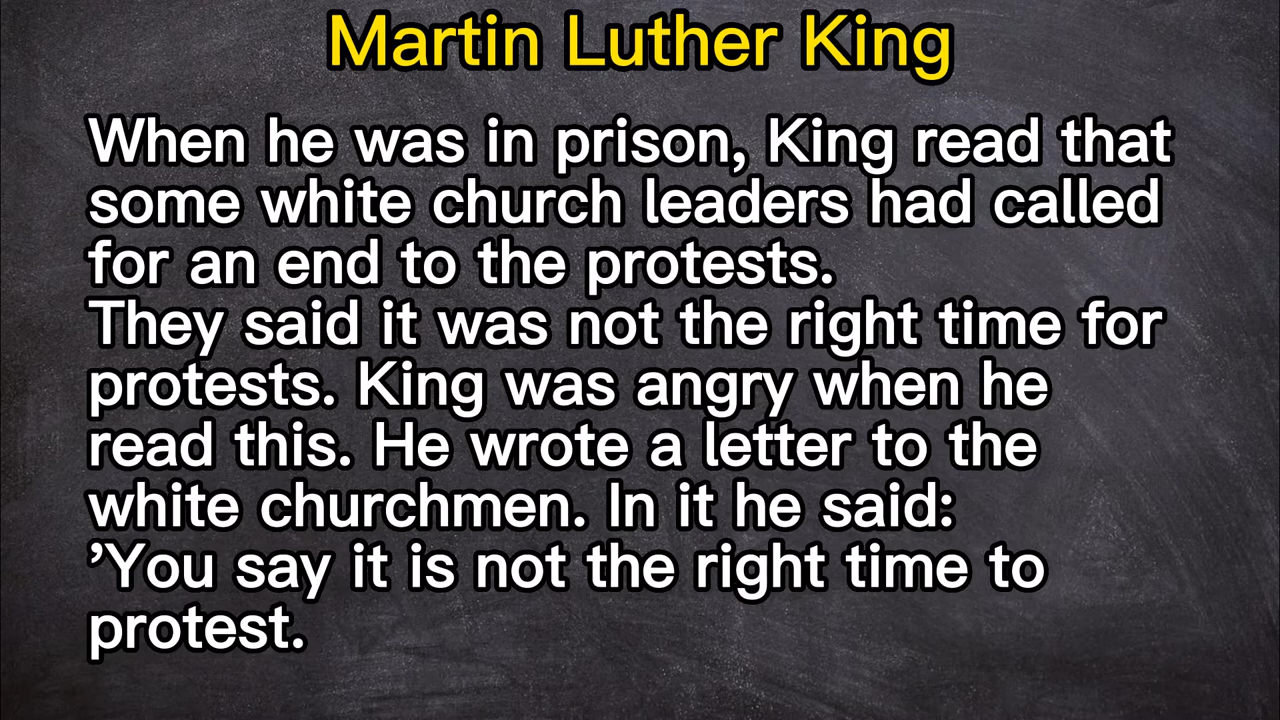 Martin Luther King
When he was in prison, King read that
some white church leaders had called
for an end to the protests.
They said it was not the right time for
protests. King was angry when he
read this. He wrote a letter to the
white churchmen. In it he said:
’You say it is not the right time to
protest.